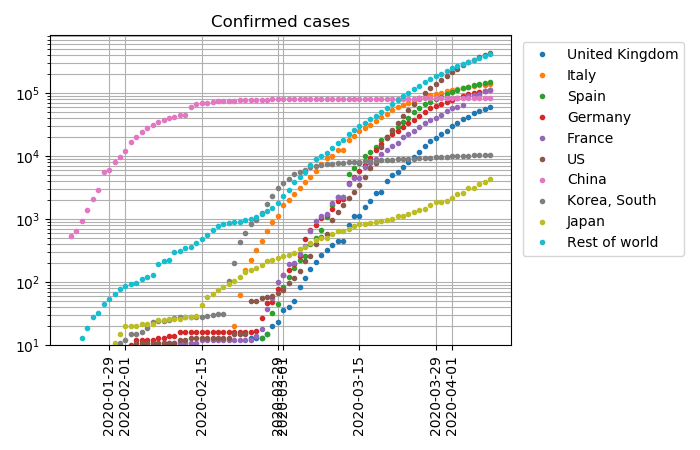 Confirmed cases
10^5
10^4
10^3
10^2
10^1
2020-01-29
2020-02-01
2020-02-15
2020-02-29
2020-03-01
2020-03-15
2020-03-29
2020-04-01
United Kingdom
Italy
Spain
Germany
France
US
China
Korea, South
Japan
Rest of world